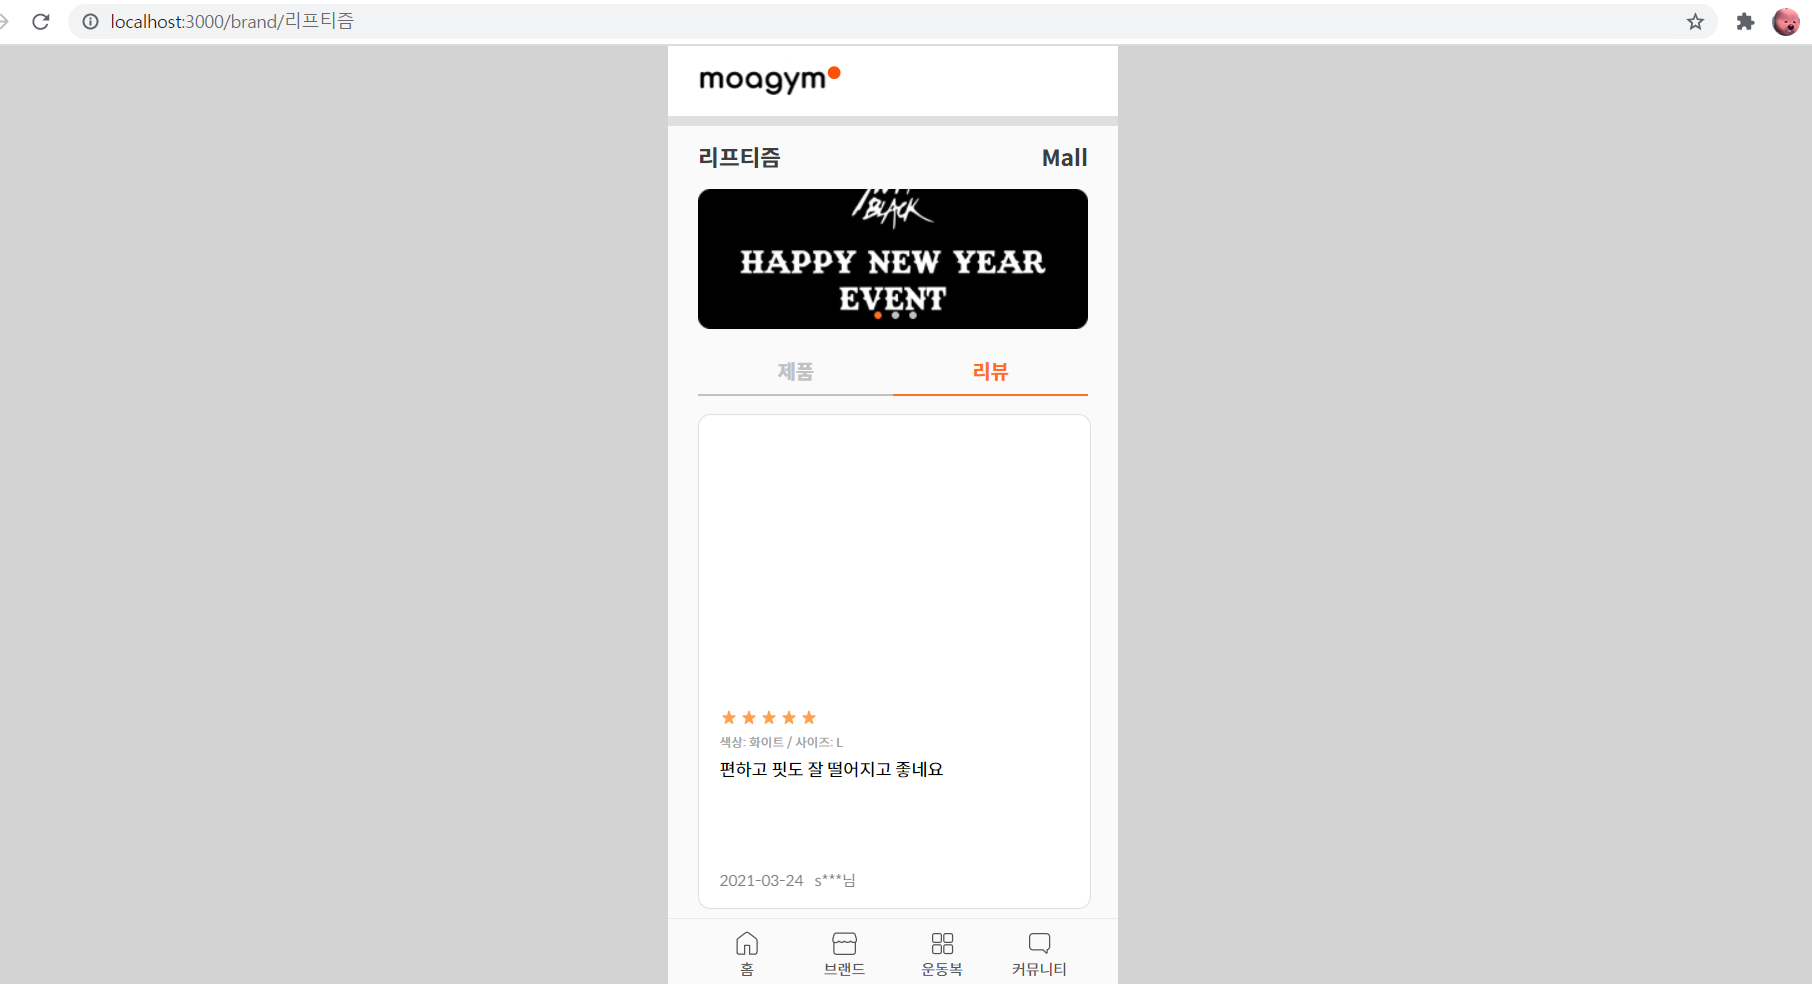 localhost:3000/brand/리프티즘
moagym
리프티즘
Mall
BLACK
HAPPY NEW YEAR
EVENT
제품
리뷰
색상: 화이트 / 사이즈: L
편하고 핏도 잘 떨어지고 좋네요
2021-03-24 s***님
홈
브랜드
운동복
커뮤니티